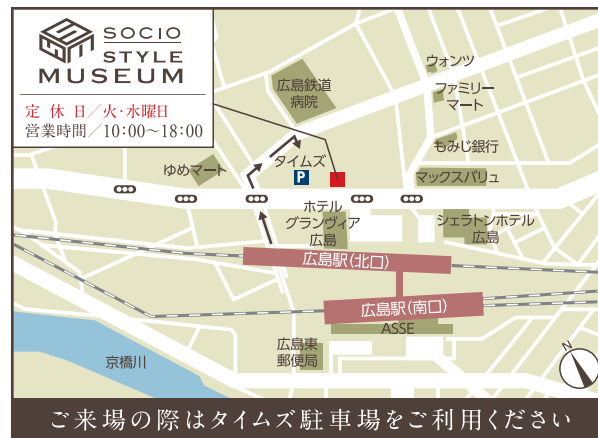 SOCIO
STYLE
MUSEUM
定休日／火・水曜日
営業時間／10:00〜18:00
ウォンツ
広島鉄道
病院
ファミリー
マート
もみじ銀行
タイムズ
P
ゆめマート
マックスバリュ
ホテル
グランヴィア
広島
シェラトンホテル
広島
広島駅(北口)
広島駅(南口)
ASSE
広島東
郵便局
京橋川
N
ご来場の際はタイムズ駐車場をご利用ください